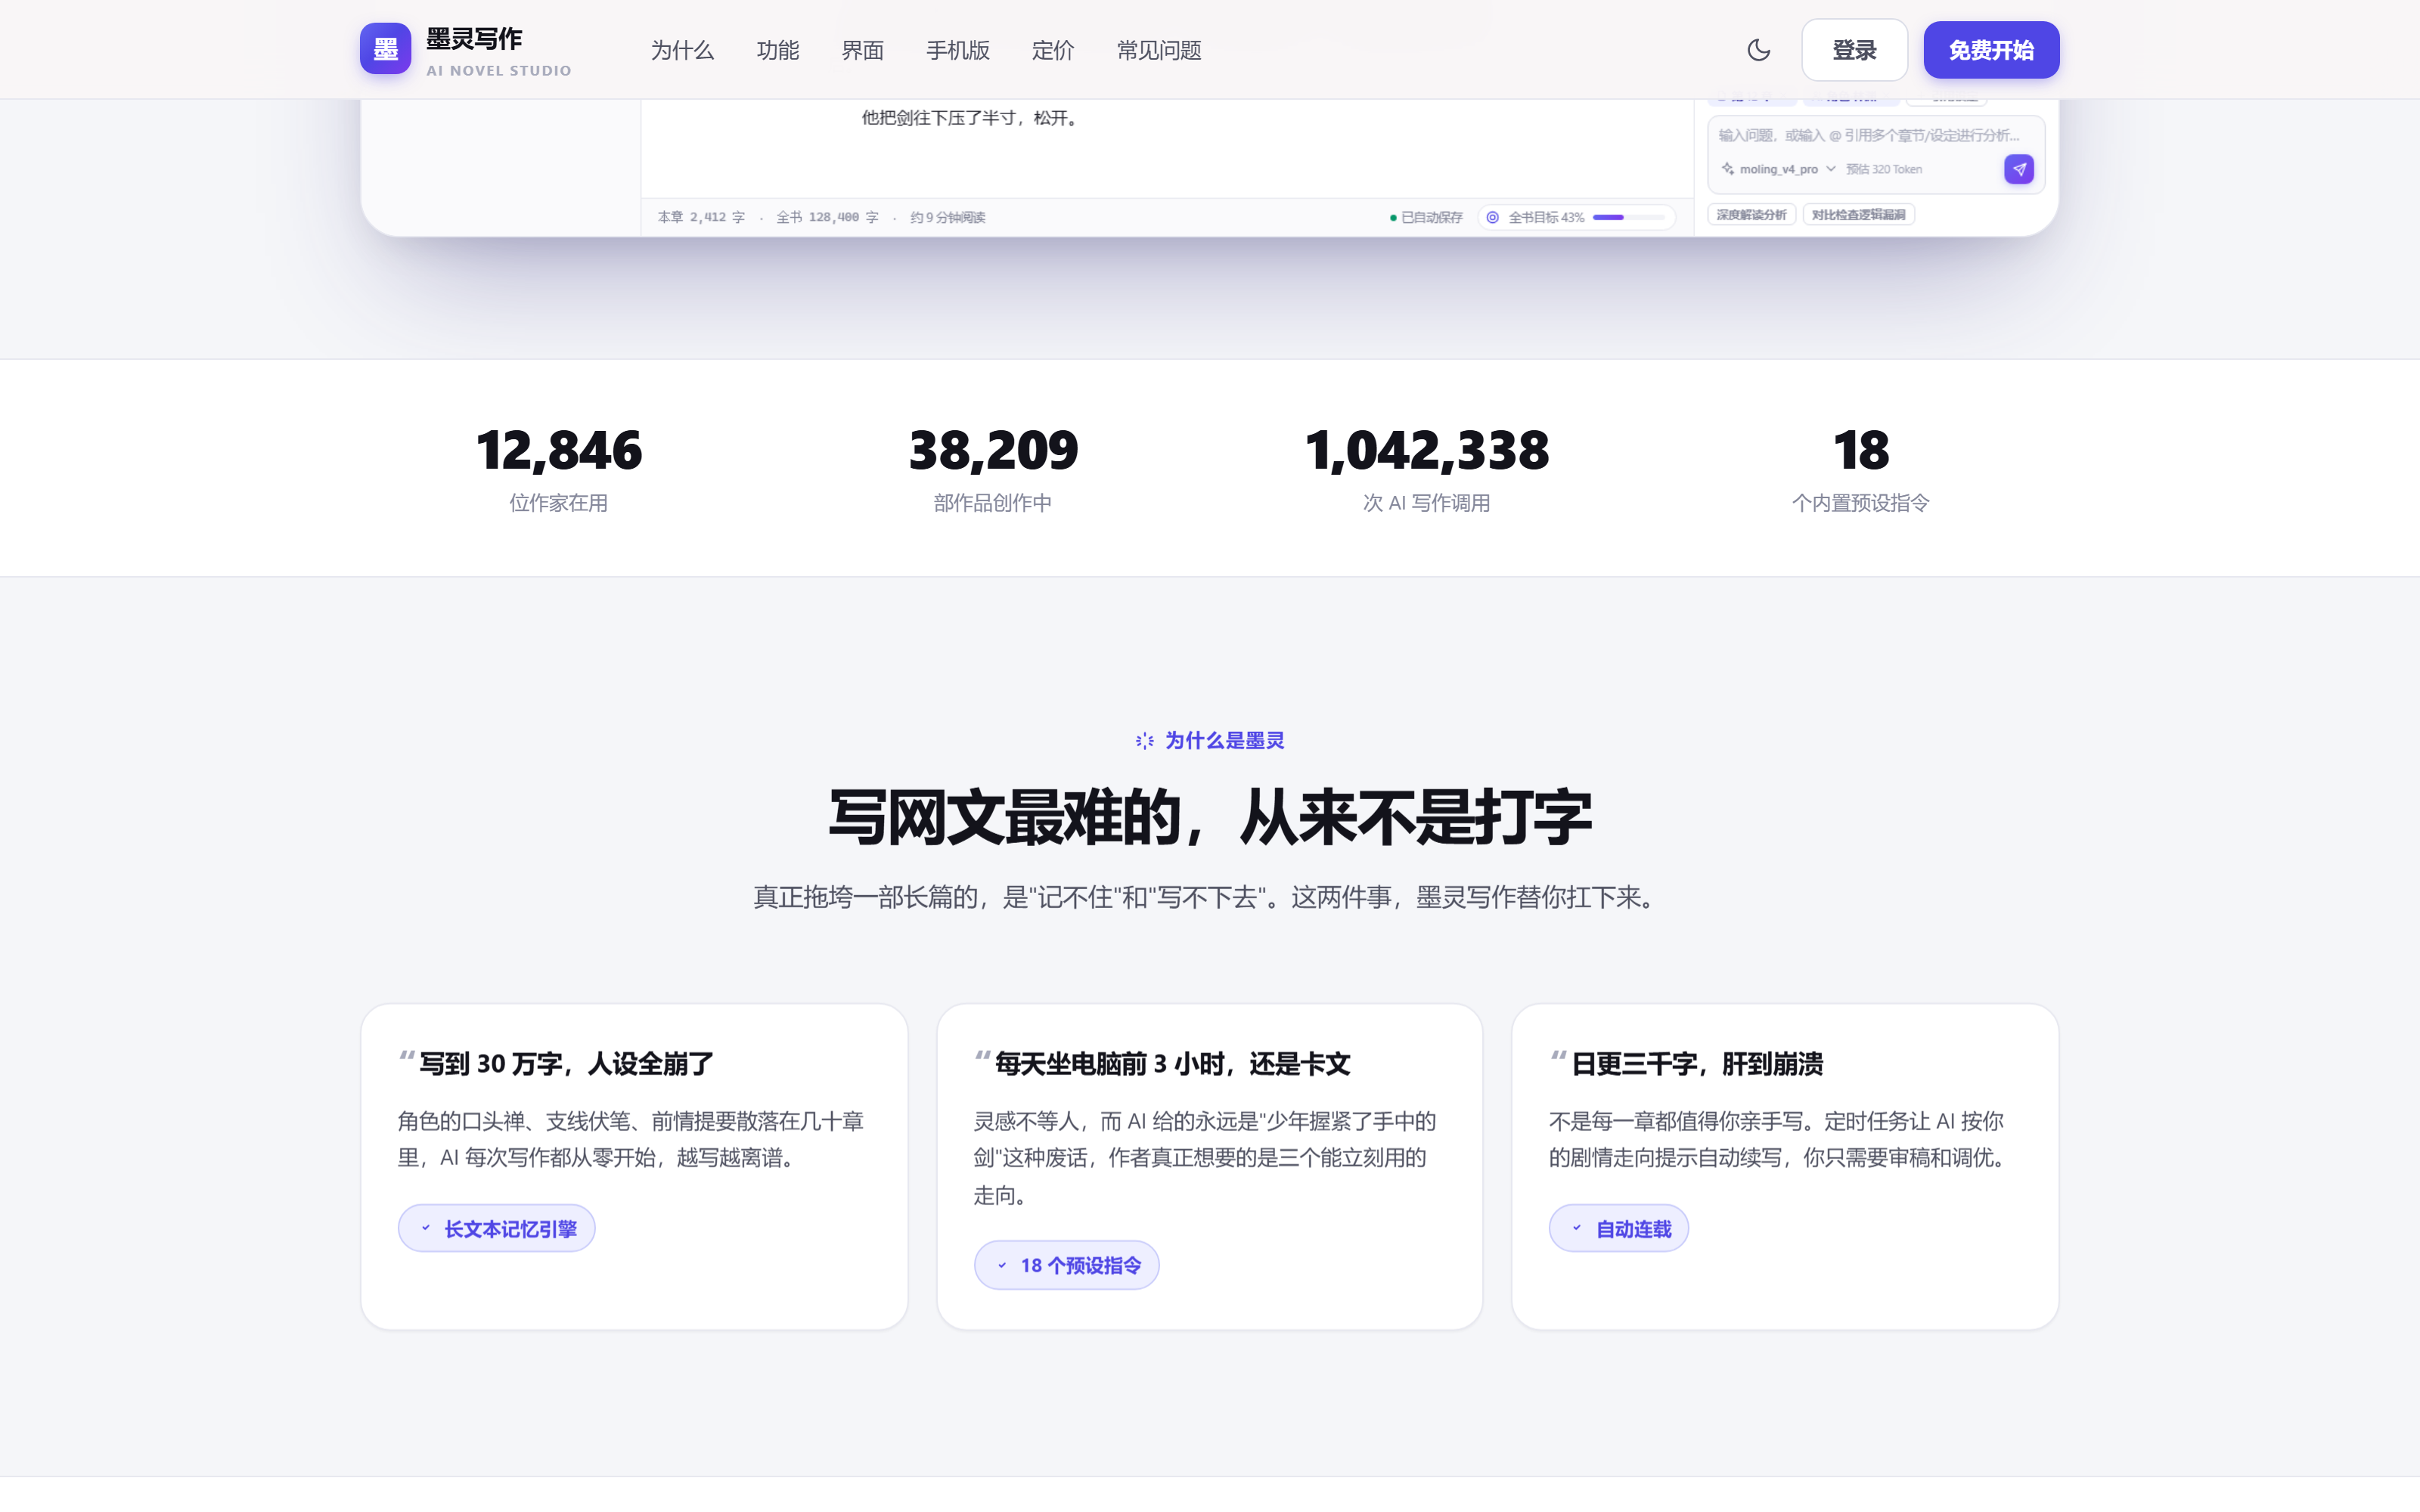 墨
墨灵写作
AI NOVEL STUDIO
为什么
功能
界面
手机版
定价
常见问题
登录
免费开始
他把剑往下压了半寸，松开。
输入问题，或输入 @ 引用多个章节/设定进行分析...
moling_v4_pro
预估 320 Token
深度解读分析
对比检查逻辑漏洞
本章 2,412 字 · 全书 128,400 字 · 约 9 分钟阅读
已自动保存
全书目标 43%
12,846
位作家在用
38,209
部作品创作中
1,042,338
次 AI 写作调用
18
个内置预设指令
为什么是墨灵
写网文最难的，从来不是打字
真正拖垮一部长篇的，是"记不住"和"写不下去"。这两件事，墨灵写作替你扛下来。
“写到 30 万字，人设全崩了
角色的口头禅、支线伏笔、前情提要散落在几十章
里，AI 每次写作都从零开始，越写越离谱。
长文本记忆引擎
“每天坐电脑前 3 小时，还是卡文
灵感不等人，而 AI 给的永远是"少年握紧了手中的
剑"这种废话，作者真正想要的是三个能立刻用的
走向。
18 个预设指令
“日更三千字，肝到崩溃
不是每一章都值得你亲手写。定时任务让 AI 按你
的剧情走向提示自动续写，你只需要审稿和调优。
自动连载